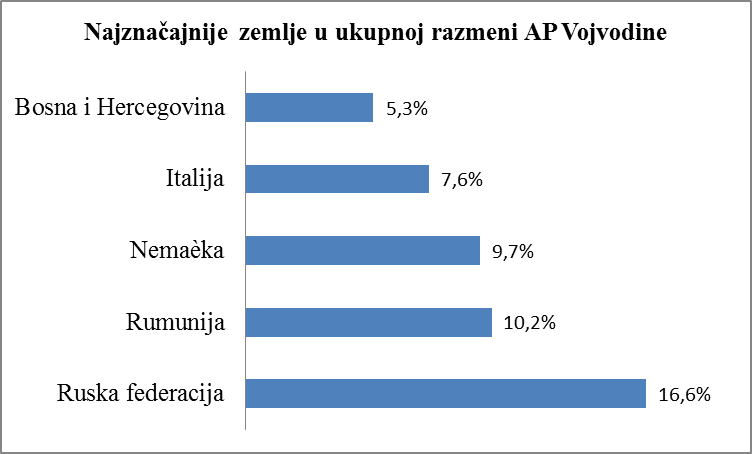 Najznačajnije zemlje u ukupnoj razmeni AP Vojvodine
Bosna i Hercegovina 5,3%
Italija 7,6%
Nemaèka 9,7%
Rumunija 10,2%
Ruska federacija 16,6%